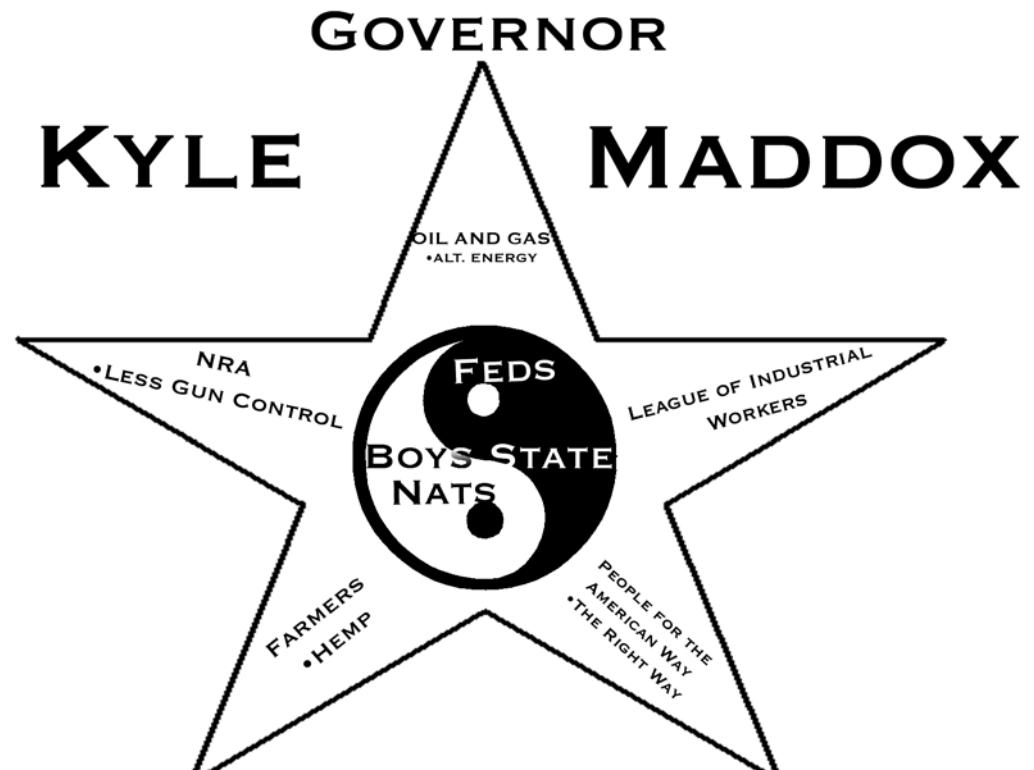 GOVERNOR
KYLE MADDOX
OIL AND GAS
•ALT. ENERGY
NRA
•LESS GUN CONTROL
FEDS
BOYS STATE
NATS
LEAGUE OF INDUSTRIAL
WORKERS
FARMERS
•HEMP
PEOPLE FOR THE
AMERICAN WAY
•THE RIGHT WAY